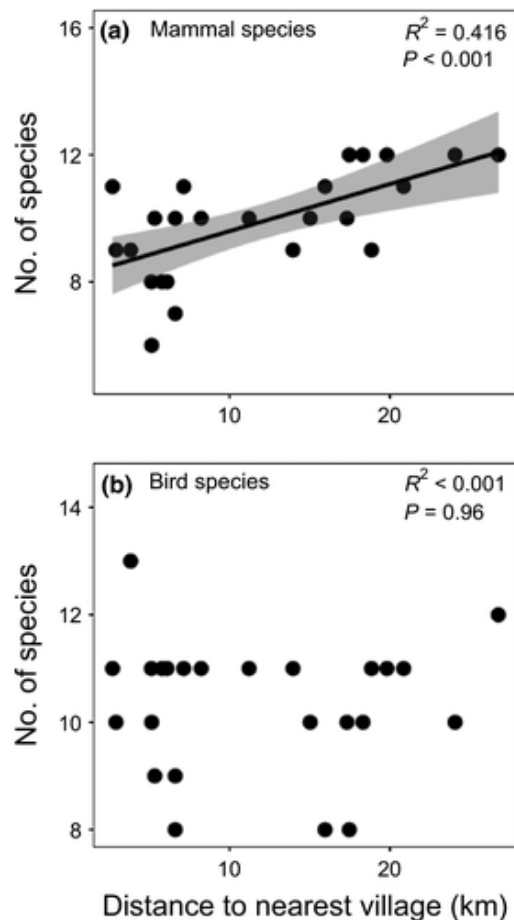 (a) Mammal species
R² = 0.416
P < 0.001
No. of species
16
12
8
10 20
(b) Bird species
R² < 0.001
P = 0.96
No. of species
14
12
10
8
10 20
Distance to nearest village (km)